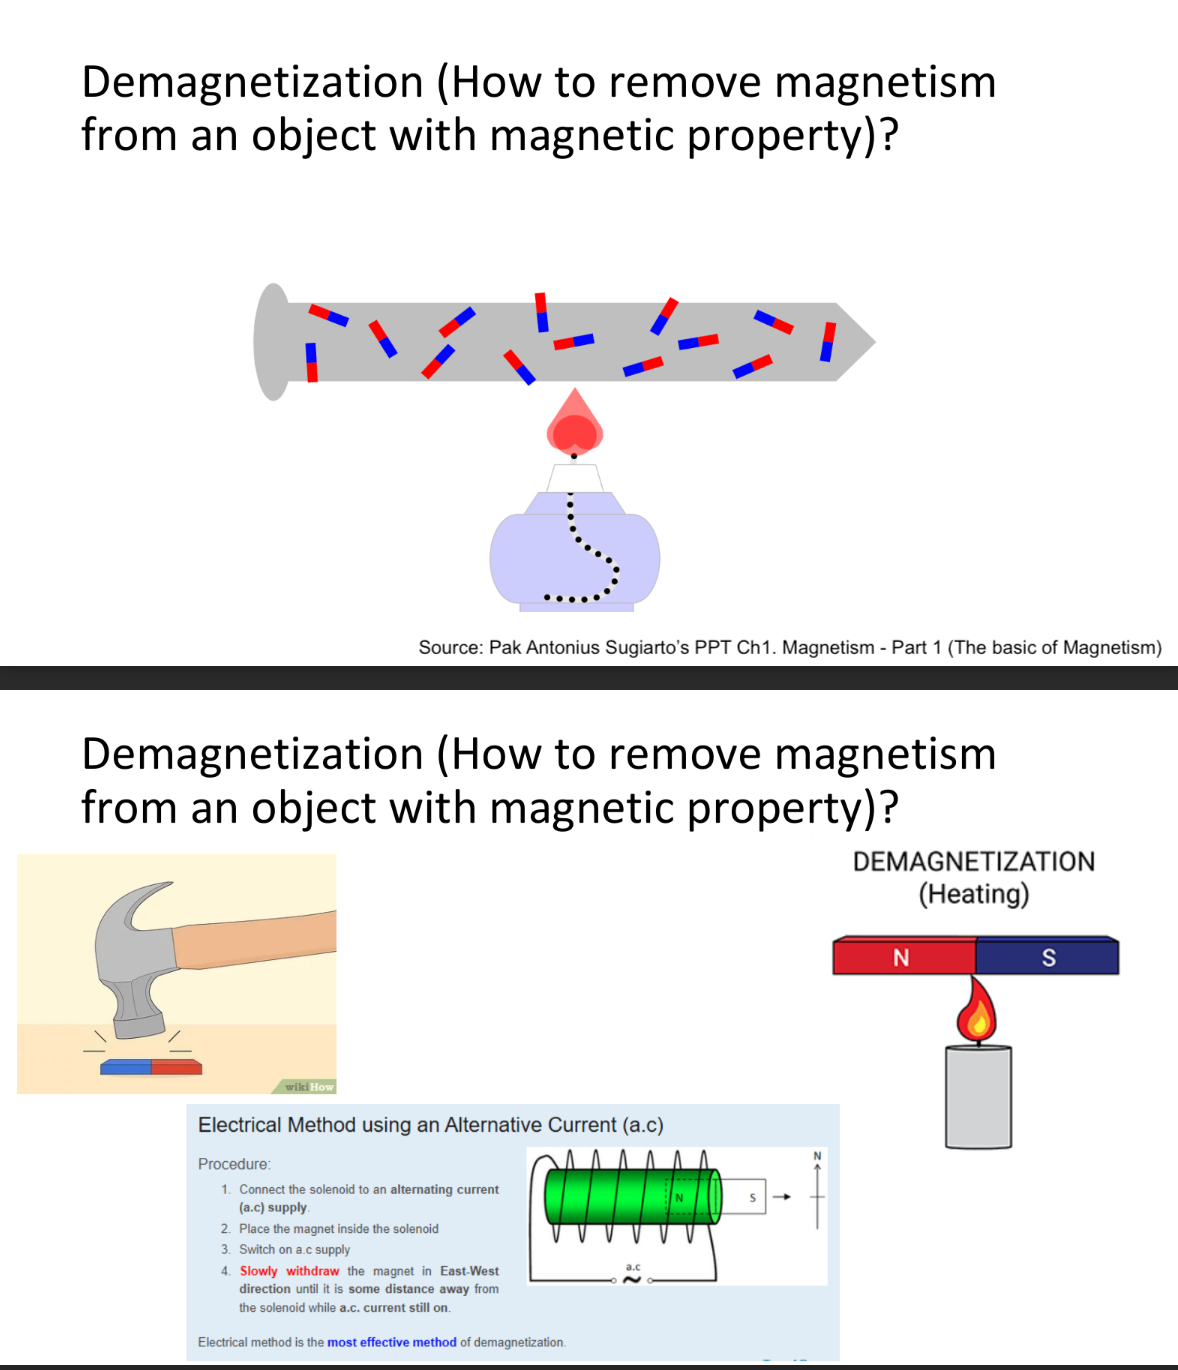 Demagnetization (How to remove magnetism
from an object with magnetic property)?
Source: Pak Antonius Sugiarto's PPT Ch1. Magnetism - Part 1 (The basic of Magnetism)
Demagnetization (How to remove magnetism
from an object with magnetic property)?
wikiHow
DEMAGNETIZATION
(Heating)
N S
Electrical Method using an Alternative Current (a.c)
Procedure:
1. Connect the solenoid to an alternating current
(a.c) supply.
2. Place the magnet inside the solenoid
3. Switch on a.c supply
4. Slowly withdraw the magnet in East-West
direction until it is some distance away from
the solenoid while a.c. current still on.
Electrical method is the most effective method of demagnetization.
N S
N
a.c